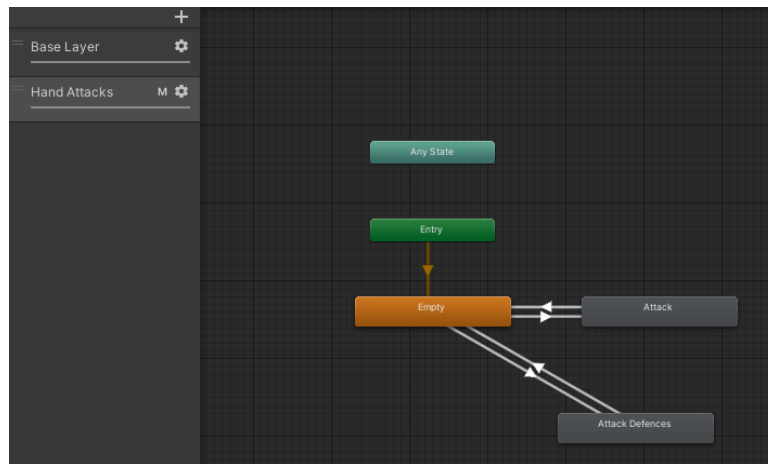 Base Layer
Hand Attacks M
Any State
Entry
Empty
Attack
Attack Defences